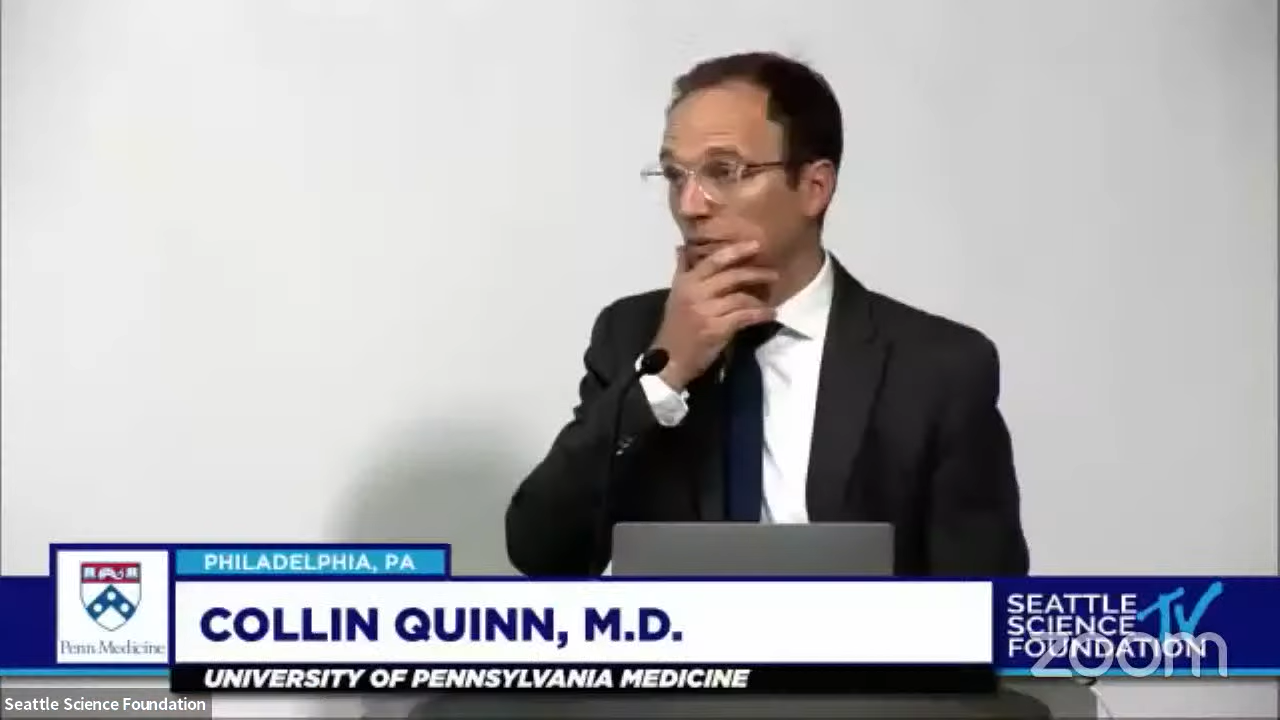 PHILADELPHIA, PA
COLLIN QUINN, M.D.
UNIVERSITY OF PENNSYLVANIA MEDICINE
Penn Medicine
SEATTLE
SCIENCE TV
FOUNDATION
zoom
Seattle Science Foundation